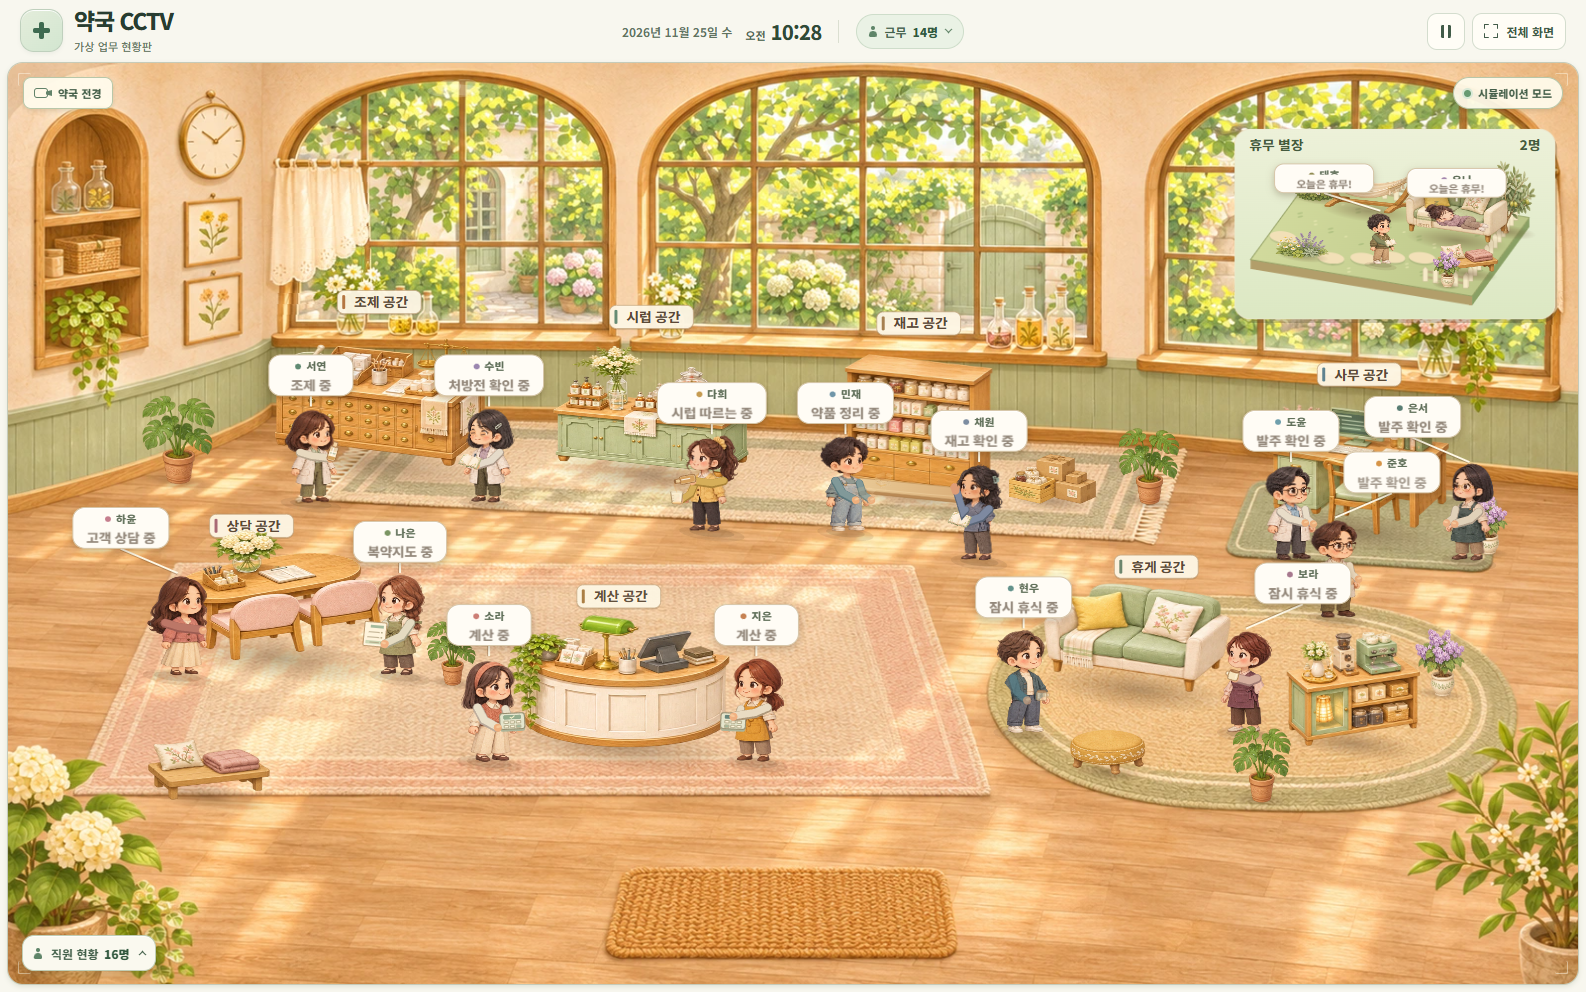 약국 CCTV
가상 업무 현황판
2026년 11월 25일 수 오전 10:28
근무 14명
전체 화면
약국 전경
시뮬레이션 모드
휴무 별장 2명
오늘은 휴무!
오늘은 휴무!
조제 공간
시럽 공간
재고 공간
사무 공간
서연
조제 중
수빈
처방전 확인 중
다희
시럽 따르는 중
민재
약품 정리 중
채원
재고 확인 중
도윤
발주 확인 중
은서
발주 확인 중
준호
발주 확인 중
하윤
고객 상담 중
상담 공간
나은
복약지도 중
계산 공간
소라
계산 중
지은
계산 중
휴게 공간
현우
잠시 휴식 중
보라
잠시 휴식 중
직원 현황 16명